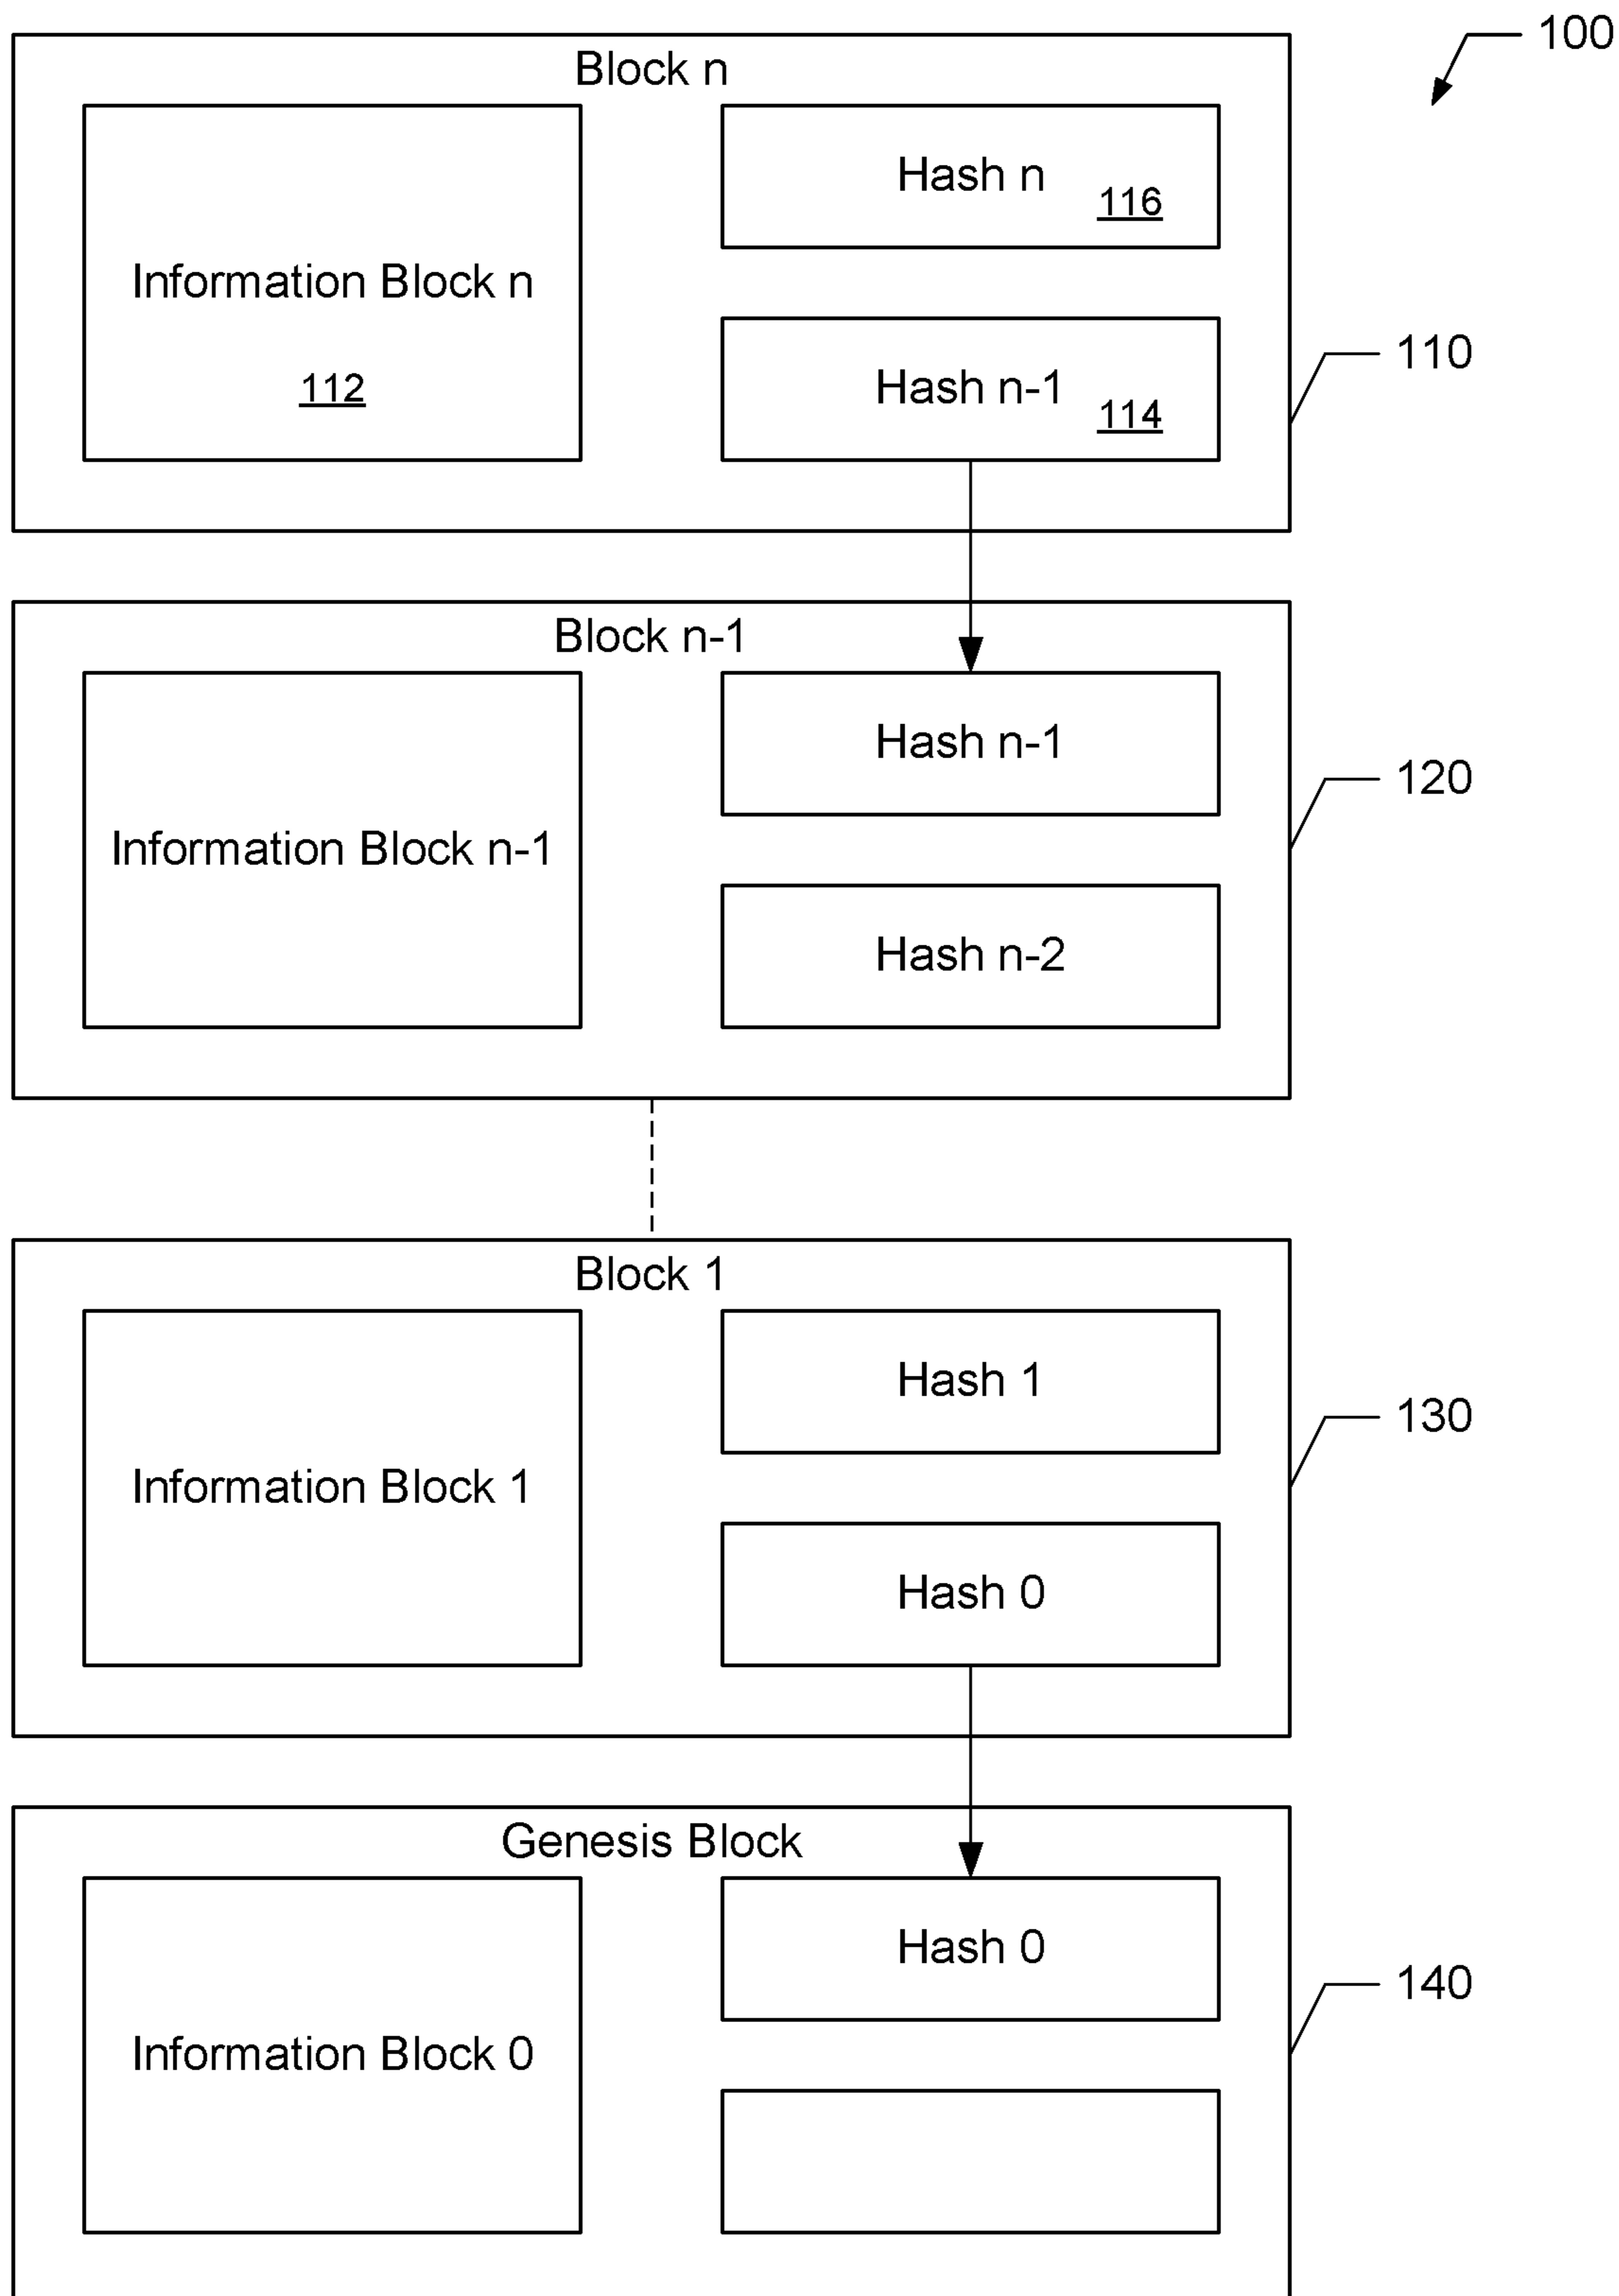 100
Block n
Hash n
116
Information Block n
112
Hash n-1
114
110
Block n-1
Hash n-1
120
Information Block n-1
Hash n-2
Block 1
Hash 1
130
Information Block 1
Hash 0
Genesis Block
Hash 0
140
Information Block 0